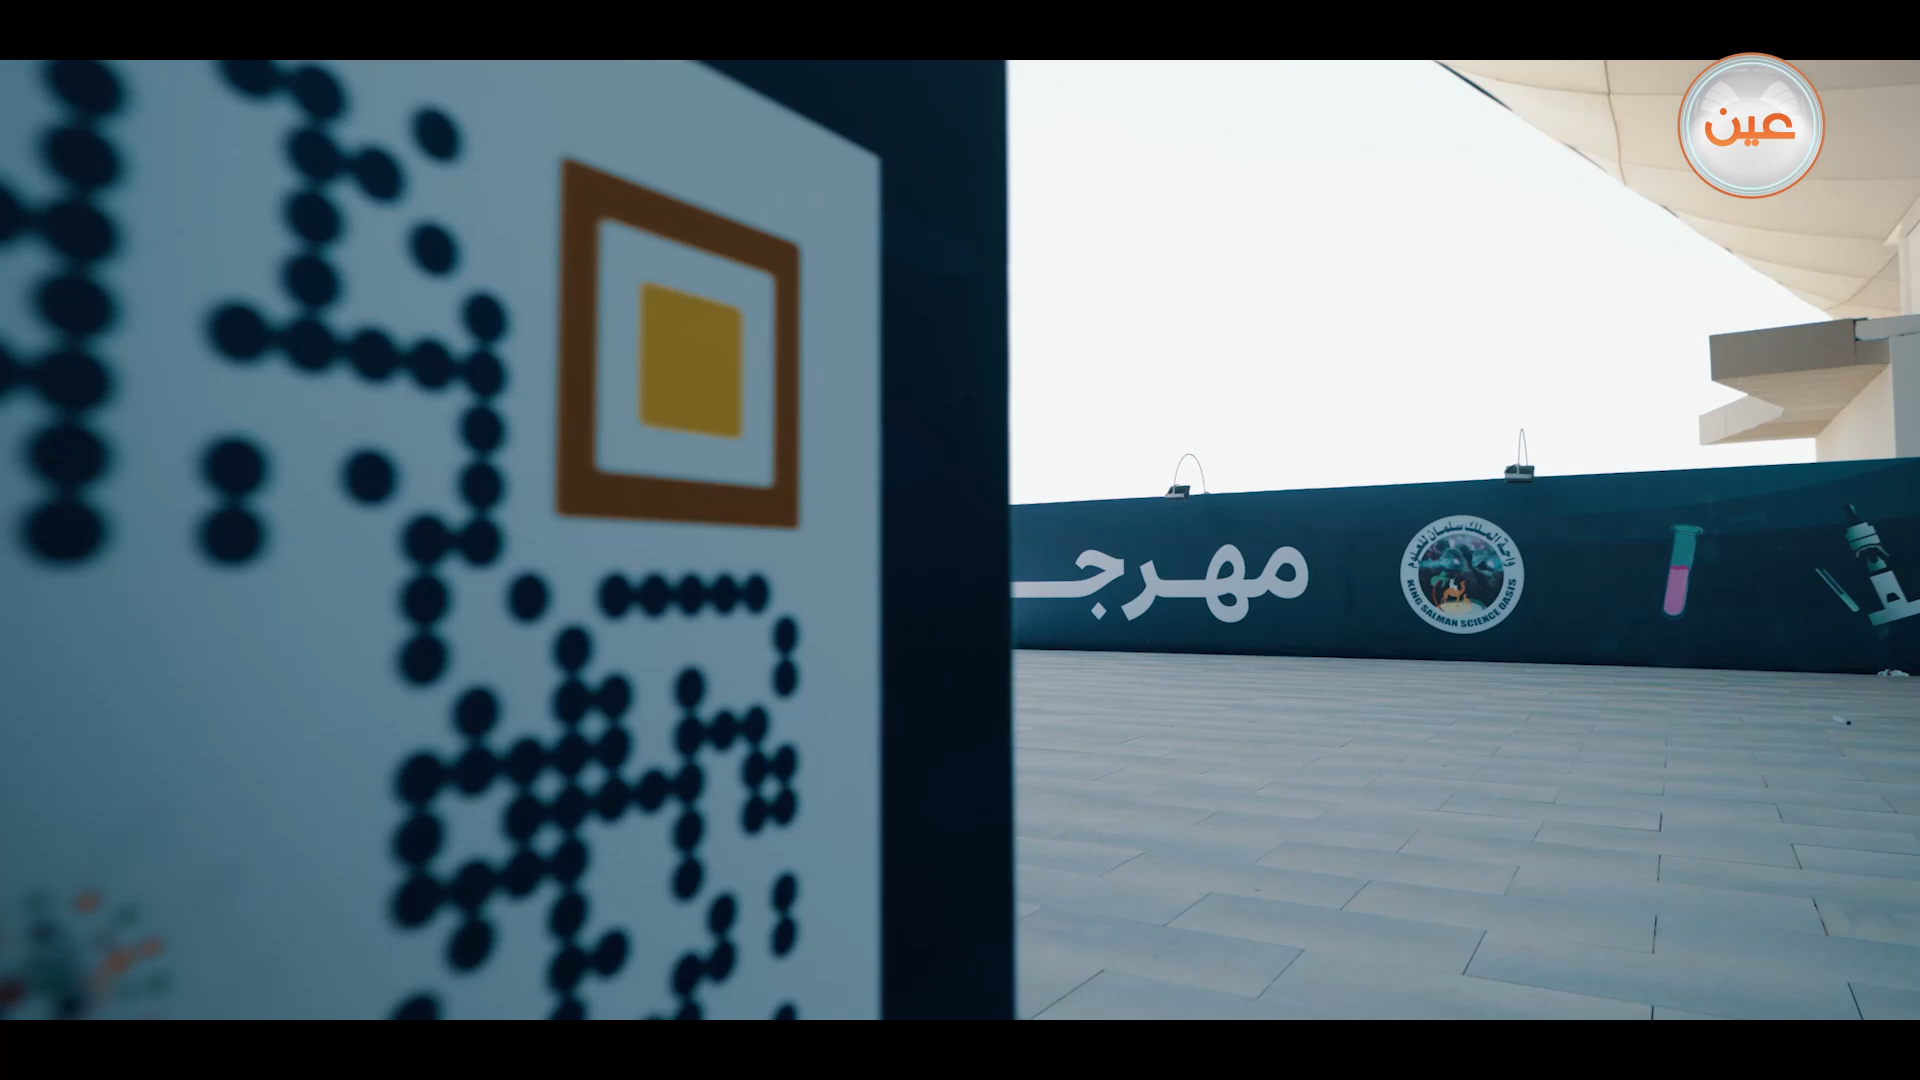 عين
مهرجـ
واحة الملك سلمان للعلوم
KING SALMAN SCIENCE OASIS